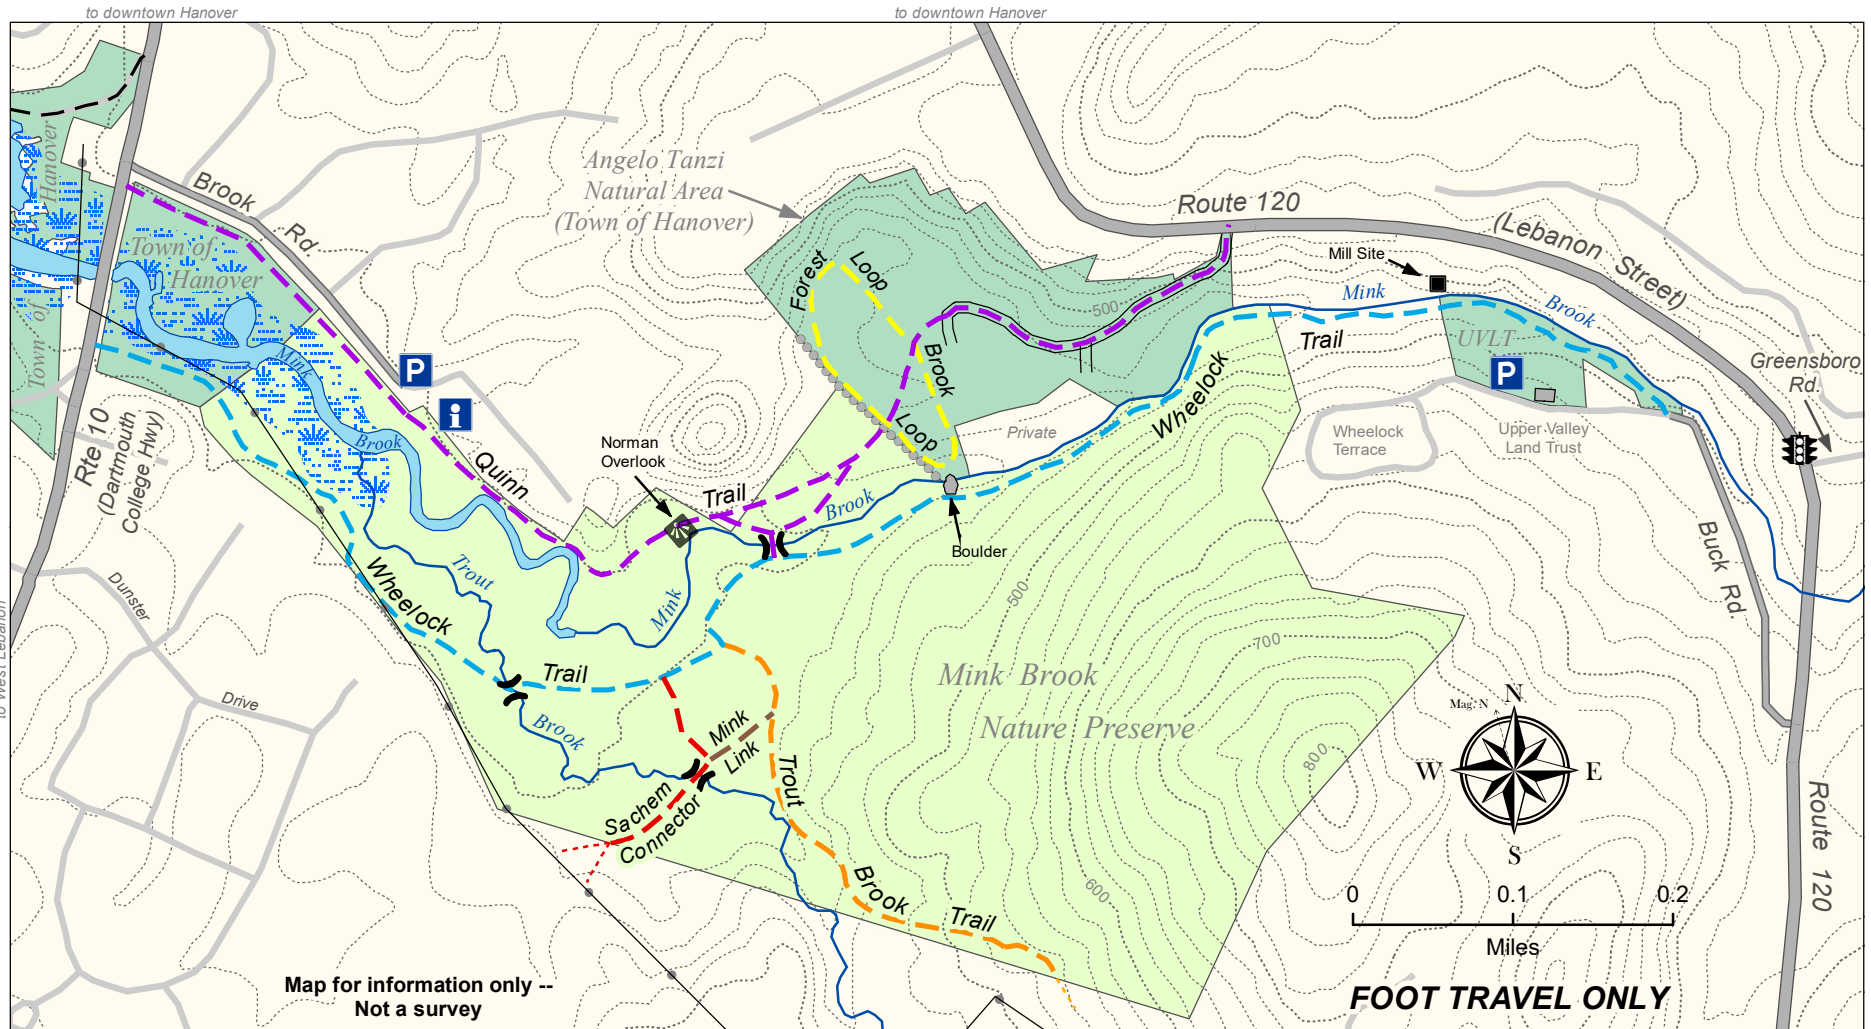 to downtown Hanover
to downtown Hanover
Hanover
Town of
Brook
Rd.
Town of
Hanover
Angelo Tanzi
Natural Area
(Town of Hanover)
Route 120
(Lebanon Street)
Mill Site
Mink
Brook
Forest
Loop
Brook
Loop
500
Trail
UVLT
P
Greensboro
Rd.
Mink
Brook
P
i
Rte 10
(Dartmouth
College Hwy)
Quinn
Norman
Overlook
Trail
Brook
Private
Wheelock
Wheelock
Terrace
Upper Valley
Land Trust
Boulder
Buck Rd.
Trout
Mink
500
Dunster
Wheelock
to West Lebanon
Trail
700
Mink Brook
Nature Preserve
Drive
Brook
Mink
Link
Trout
800
Mag. N
N
W
E
S
Sachem
Connector
Route 120
Brook
Trail
600
0
0.1
0.2
Miles
Map for information only --
Not a survey
FOOT TRAVEL ONLY